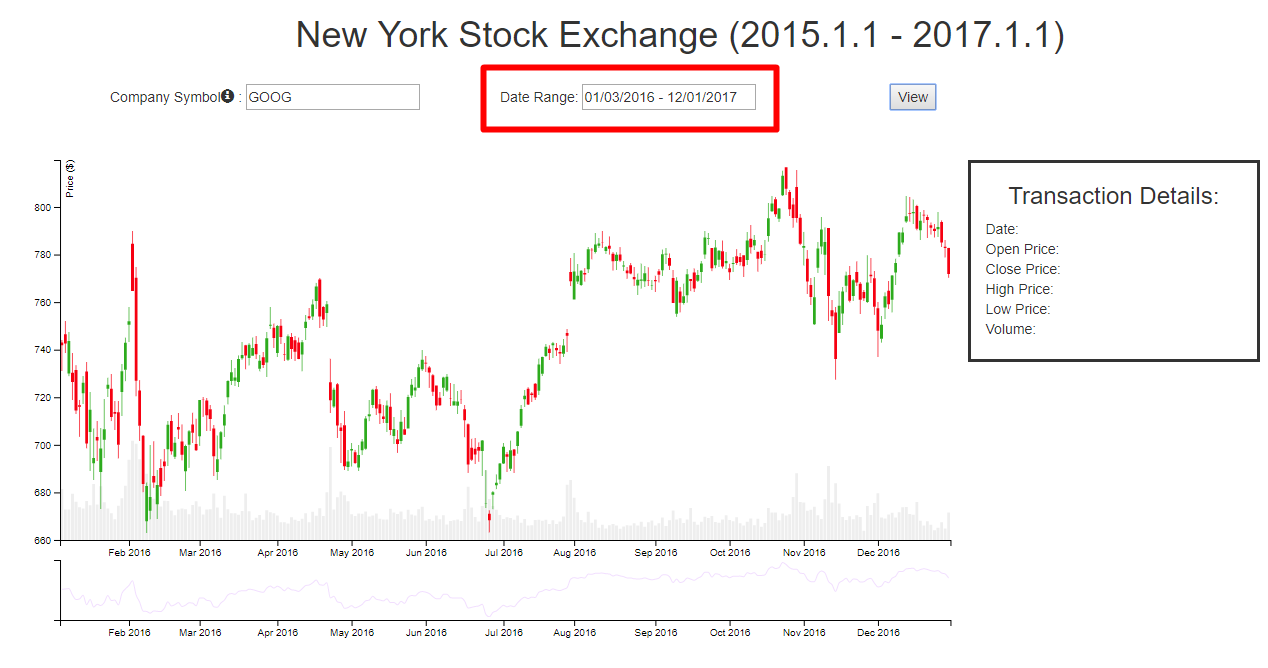 New York Stock Exchange (2015.1.1 - 2017.1.1)
Company Symbol : GOOG
Date Range: 01/03/2016 - 12/01/2017
View
Price ($)
800
780
760
740
720
700
680
660
Feb 2016 Mar 2016 Apr 2016 May 2016 Jun 2016 Jul 2016 Aug 2016 Sep 2016 Oct 2016 Nov 2016 Dec 2016
Transaction Details:
Date:
Open Price:
Close Price:
High Price:
Low Price:
Volume:
Feb 2016 Mar 2016 Apr 2016 May 2016 Jun 2016 Jul 2016 Aug 2016 Sep 2016 Oct 2016 Nov 2016 Dec 2016